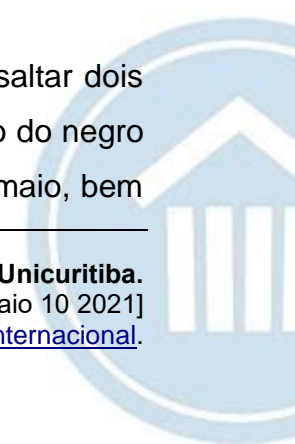 saltar dois
o do negro
maio, bem
Unicuritiba.
aio 10 2021]
nternacional.